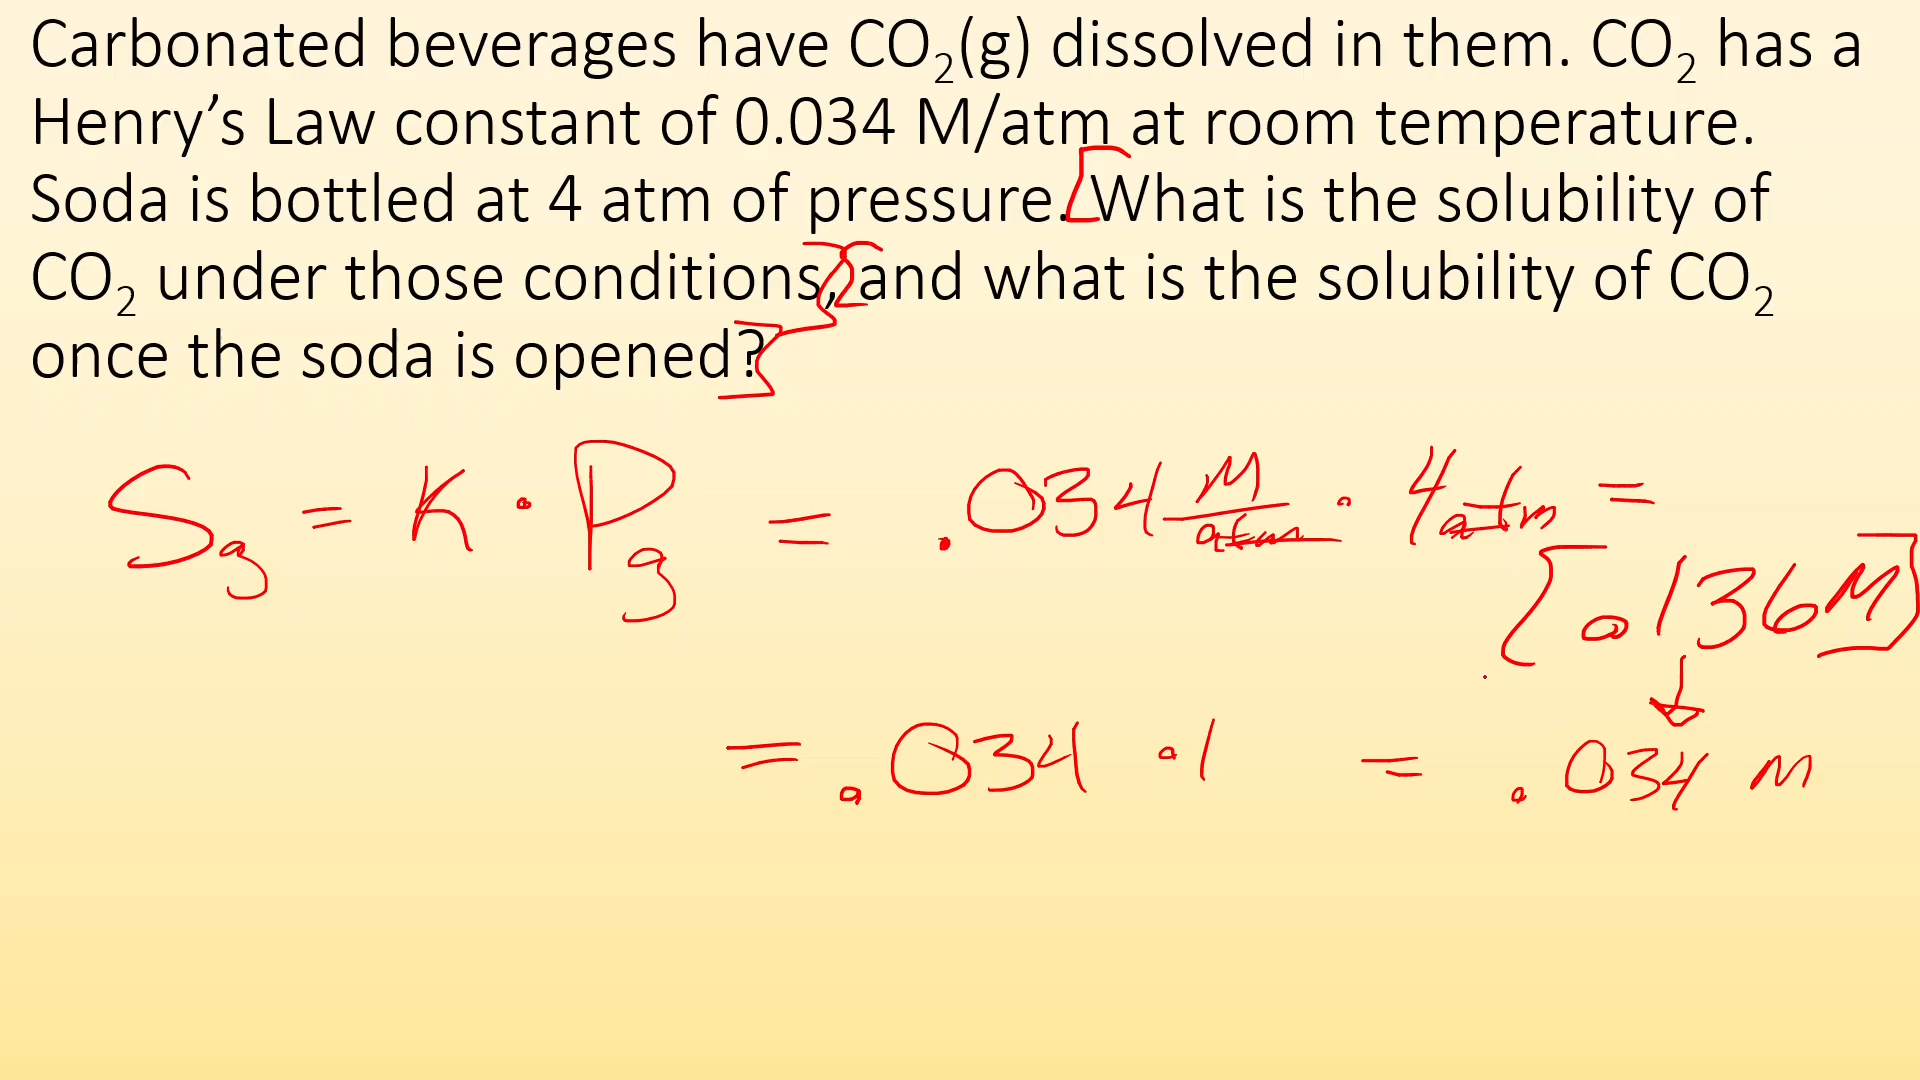 Carbonated beverages have CO₂(g) dissolved in them. CO₂ has a
Henry’s Law constant of 0.034 M/atm at room temperature.
Soda is bottled at 4 atm of pressure. What is the solubility of
CO₂ under those conditions, and what is the solubility of CO₂
once the soda is opened?
Sg = K · Pg = .034 M/atm · 4 atm =
[.136 M]
= .034 · 1 = .034 M